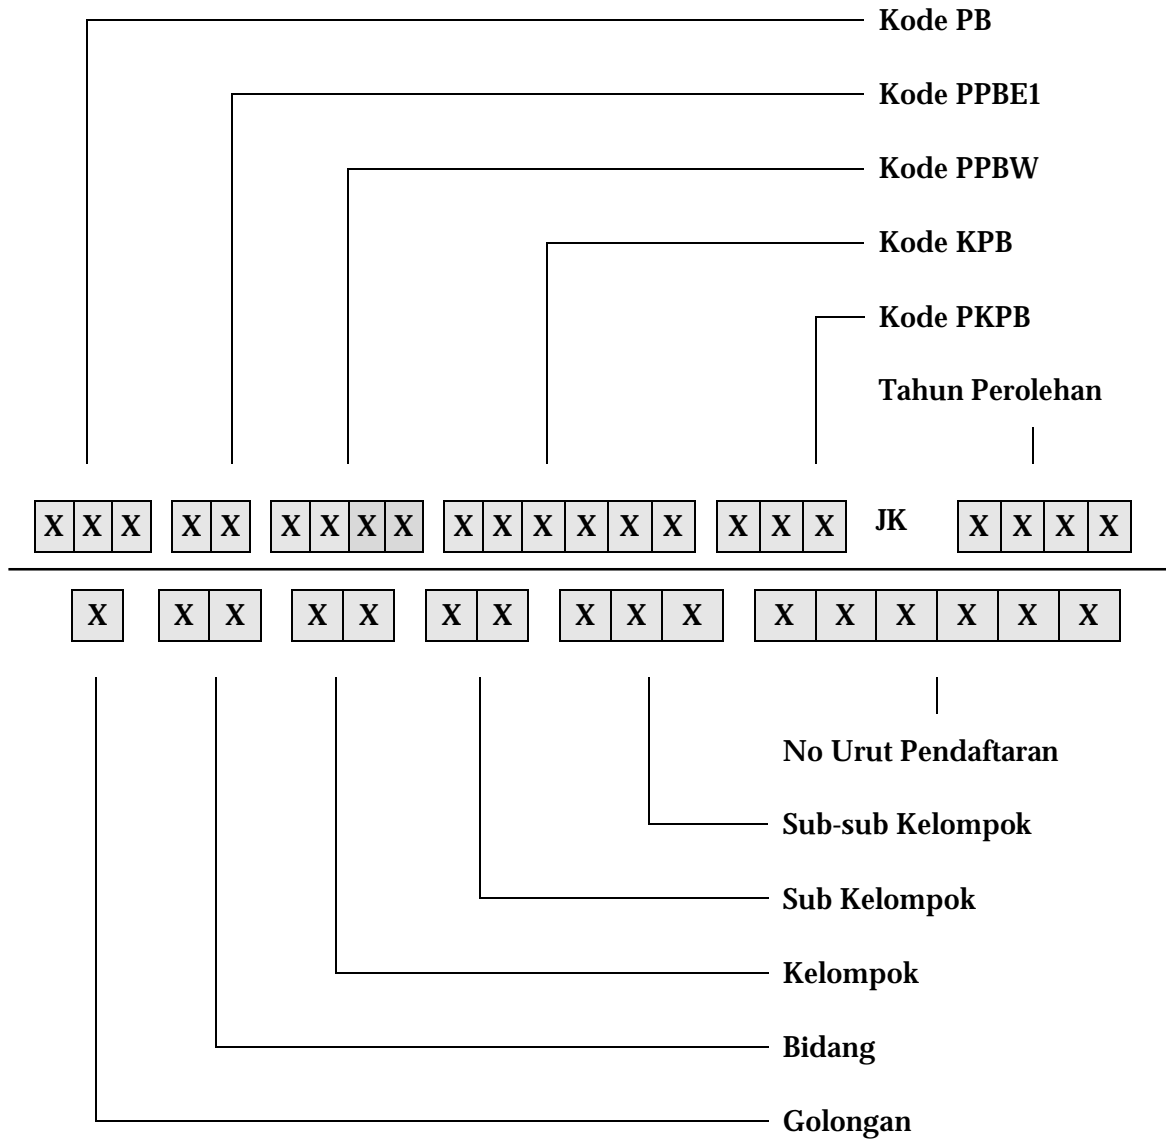 Kode PB
Kode PPBE1
Kode PPBW
Kode KPB
Kode PKPB
Tahun Perolehan
X X X X X X X X X X X X X X X X X X JK X X X X
X X X X X X X X X X X X X X X X
No Urut Pendaftaran
Sub-sub Kelompok
Sub Kelompok
Kelompok
Bidang
Golongan